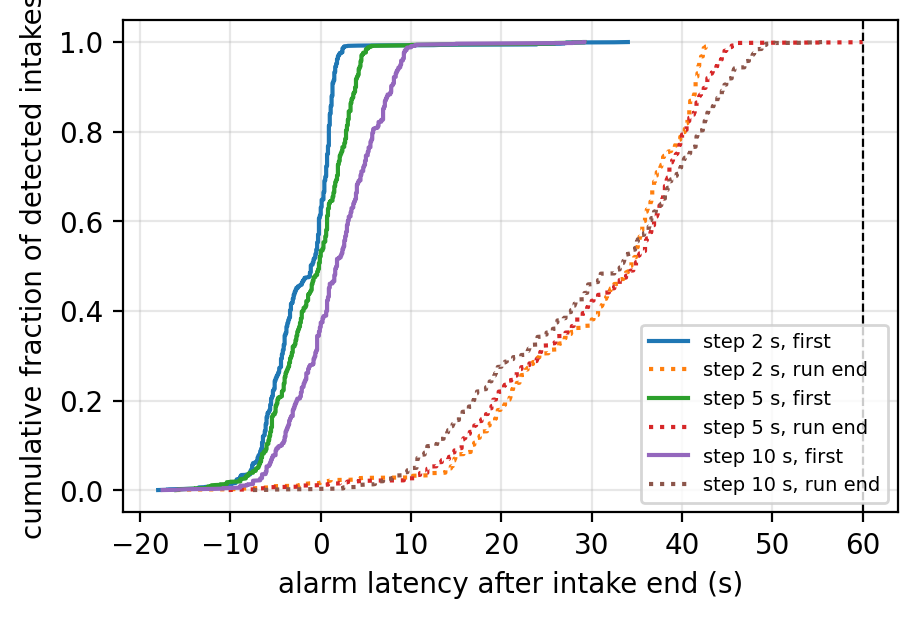 cumulative fraction of detected intakes
1.0
0.8
0.6
0.4
0.2
0.0
step 2 s, first
step 2 s, run end
step 5 s, first
step 5 s, run end
step 10 s, first
step 10 s, run end
−20 −10 0 10 20 30 40 50 60
alarm latency after intake end (s)